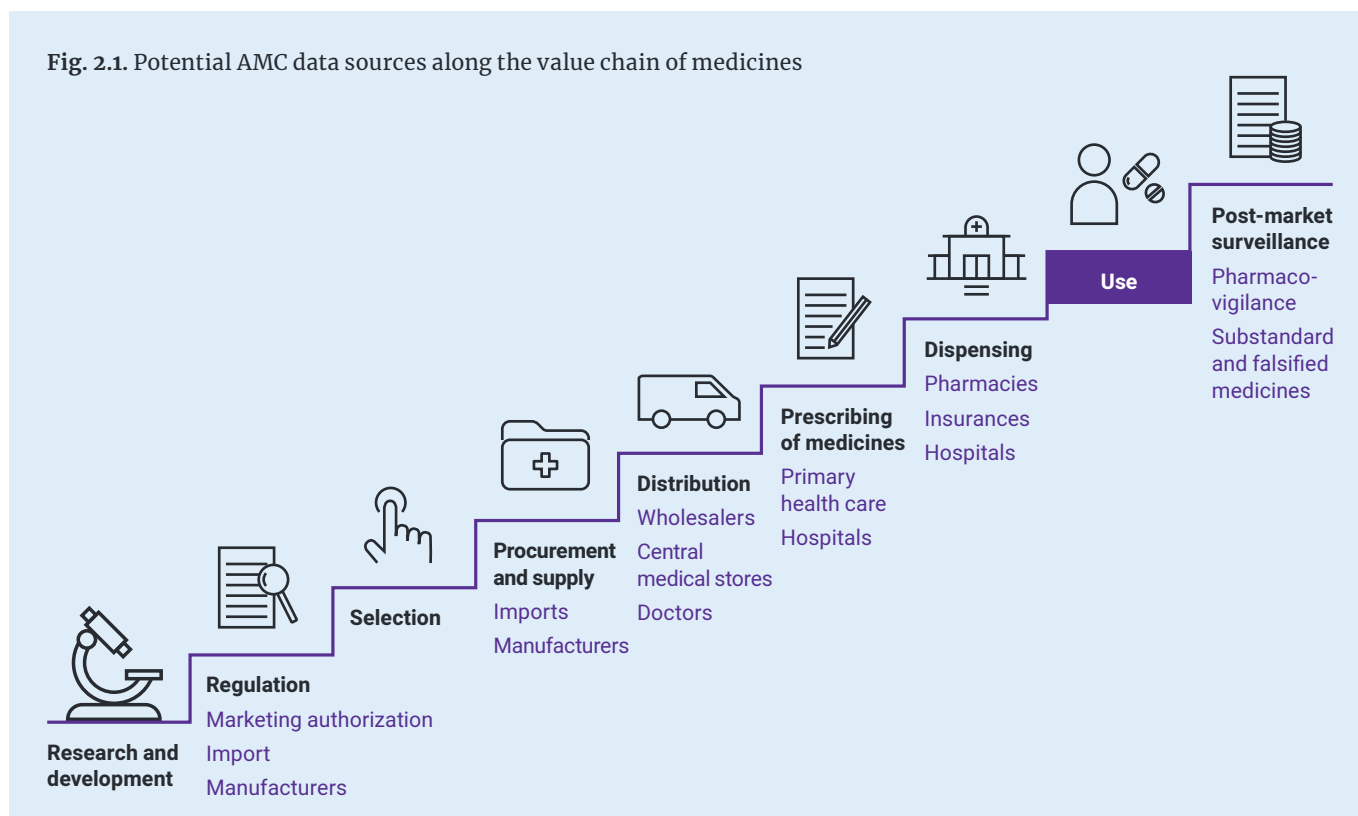 Fig. 2.1. Potential AMC data sources along the value chain of medicines
Research and
development
Regulation
Marketing authorization
Import
Manufacturers
Selection
Procurement
and supply
Imports
Manufacturers
Distribution
Wholesalers
Central
medical stores
Doctors
Prescribing
of medicines
Primary
health care
Hospitals
Dispensing
Pharmacies
Insurances
Hospitals
Use
Post-market
surveillance
Pharmaco-
vigilance
Substandard
and falsified
medicines